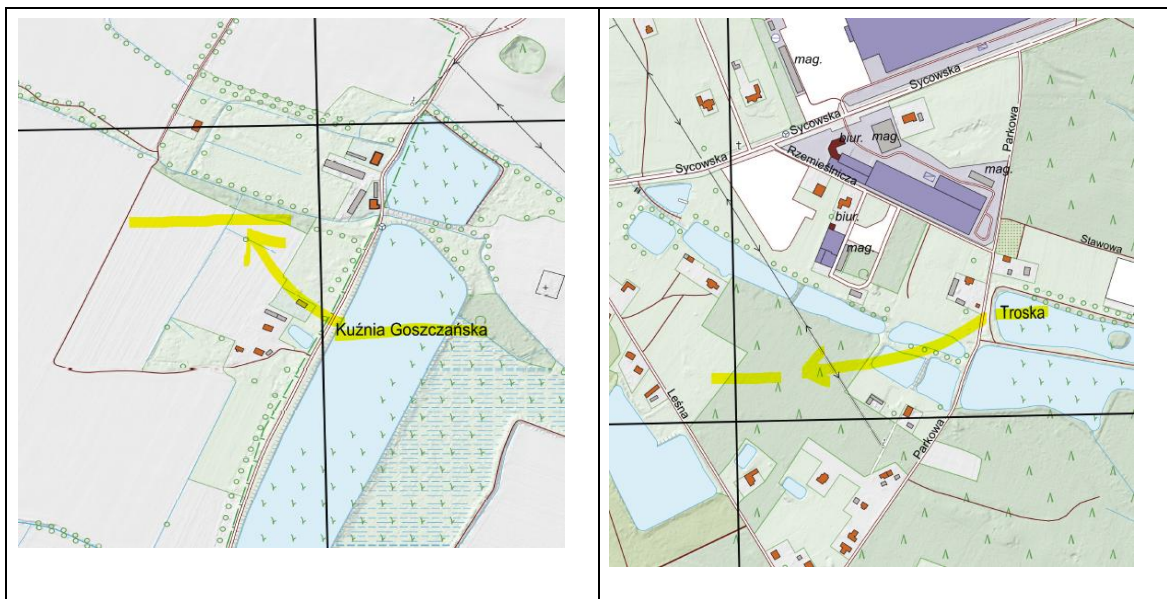 Kuźnia Goszczańska
mag.
Sycowska
Sycowska
Sycowska
biur.
mag.
Parkowa
Rzemieślnicza
mag.
biur.
mag.
Stawowa
Troska
Leśna
Parkowa